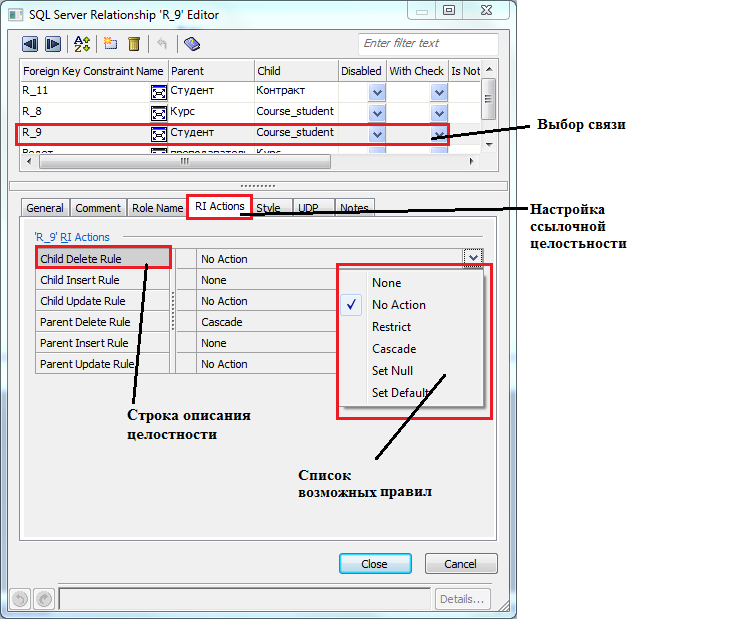 SQL Server Relationship 'R_9' Editor
Enter filter text
Foreign Key Constraint Name Parent Child Disabled With Check Is Not
R_11 Студент Контракт
R_8 Курс Course_student
R_9 Студент Course_student
Выбор связи
General Comment Role Name RI Actions Style UDP Notes
Настройка
ссылочной
целостьности
'R_9' RI Actions
Child Delete Rule No Action
Child Insert Rule None
Child Update Rule No Action
Parent Delete Rule Cascade
Parent Insert Rule None
Parent Update Rule No Action
None
No Action
Restrict
Cascade
Set Null
Set Default
Строка описания
целостности
Список
возможных правил
Close Cancel
Details...